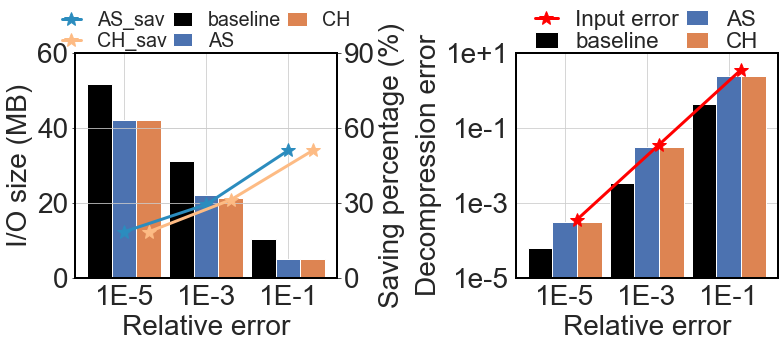 AS_sav baseline CH
CH_sav AS
I/O size (MB)
60
40
20
0
90
60
30
0
Saving percentage (%)
1E-5 1E-3 1E-1
Relative error
Input error AS
baseline CH
Decompression error
1e+1
1e-1
1e-3
1e-5
1E-5 1E-3 1E-1
Relative error